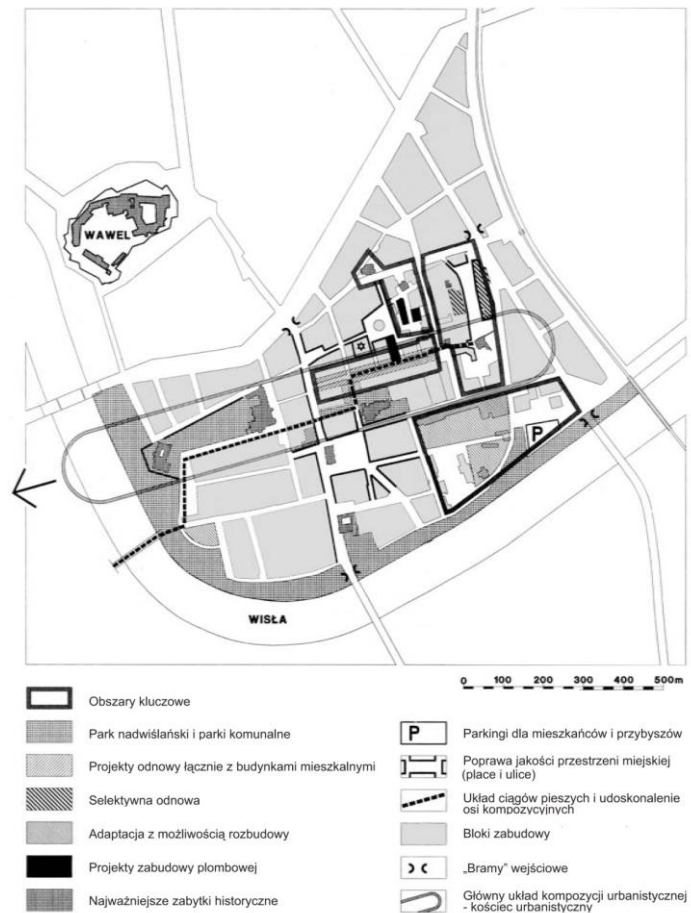 WAWEL
P
WISŁA
0 100 200 300 400 500m
Obszary kluczowe
Park nadwiślański i parki komunalne
Projekty odnowy łącznie z budynkami mieszkalnymi
Selektywna odnowa
Adaptacja z możliwością rozbudowy
Projekty zabudowy plombowej
Najważniejsze zabytki historyczne
P
Parkingi dla mieszkańców i przybyszów
Poprawa jakości przestrzeni miejskiej
(place i ulice)
Układ ciągów pieszych i udoskonalenie
osi kompozycyjnych
Bloki zabudowy
„Bramy” wejściowe
Główny układ kompozycji urbanistycznej
- kościec urbanistyczny